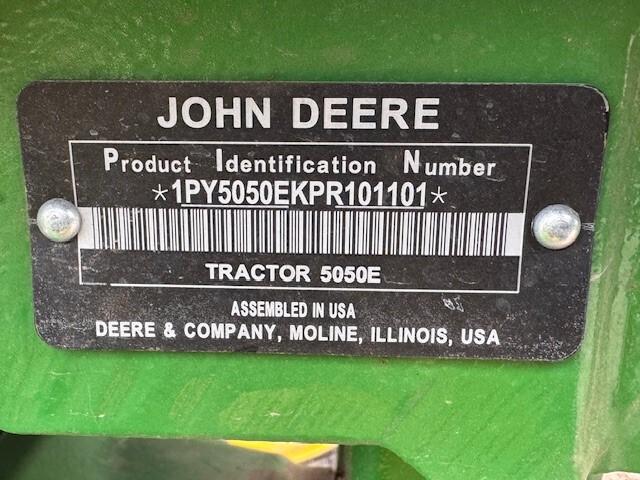 JOHN DEERE
Product Identification Number
*1PY5050EKPR101101*
TRACTOR 5050E
ASSEMBLED IN USA
DEERE & COMPANY, MOLINE, ILLINOIS, USA